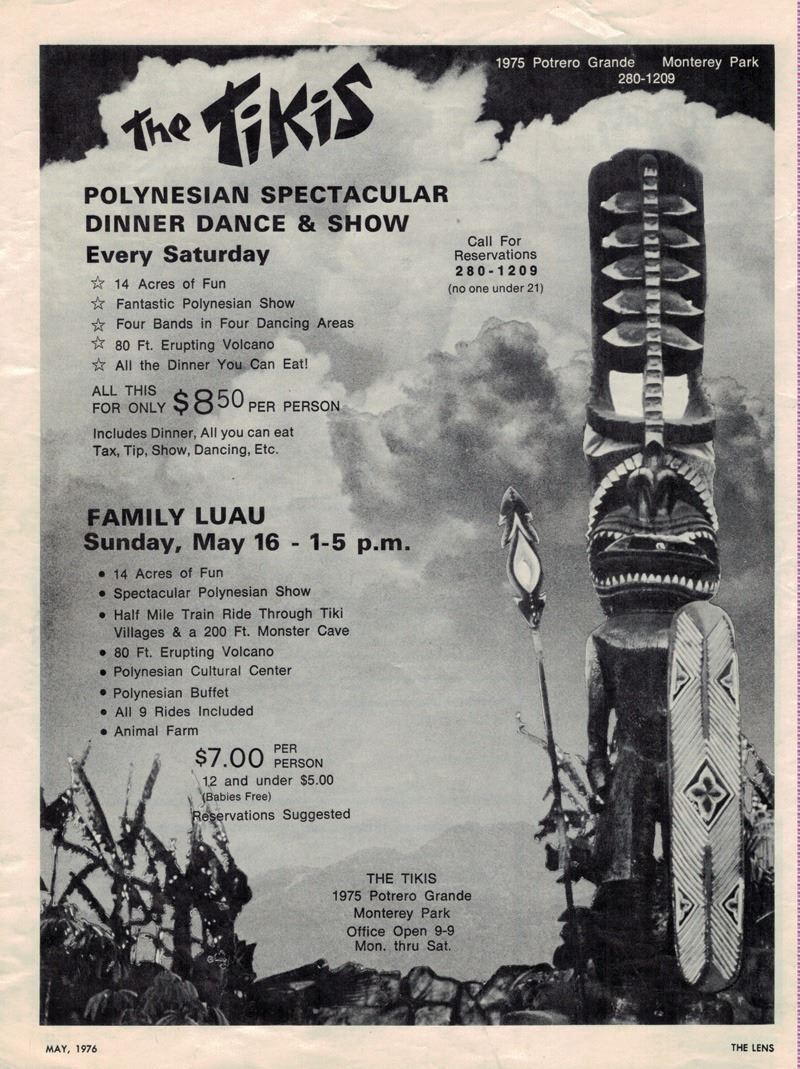 1975 Potrero Grande Monterey Park
280-1209
the TiKiS
POLYNESIAN SPECTACULAR
DINNER DANCE & SHOW
Every Saturday
☆ 14 Acres of Fun
☆ Fantastic Polynesian Show
☆ Four Bands in Four Dancing Areas
☆ 80 Ft. Erupting Volcano
☆ All the Dinner You Can Eat!
Call For
Reservations
280-1209
(no one under 21)
ALL THIS
FOR ONLY $8.50 PER PERSON
Includes Dinner, All you can eat
Tax, Tip, Show, Dancing, Etc.
FAMILY LUAU
Sunday, May 16 - 1-5 p.m.
• 14 Acres of Fun
• Spectacular Polynesian Show
• Half Mile Train Ride Through Tiki
Villages & a 200 Ft. Monster Cave
• 80 Ft. Erupting Volcano
• Polynesian Cultural Center
• Polynesian Buffet
• All 9 Rides Included
• Animal Farm
$7.00 PER
PERSON
12 and under $5.00
(Babies Free)
Reservations Suggested
THE TIKIS
1975 Potrero Grande
Monterey Park
Office Open 9-9
Mon. thru Sat.
MAY, 1976
THE LENS